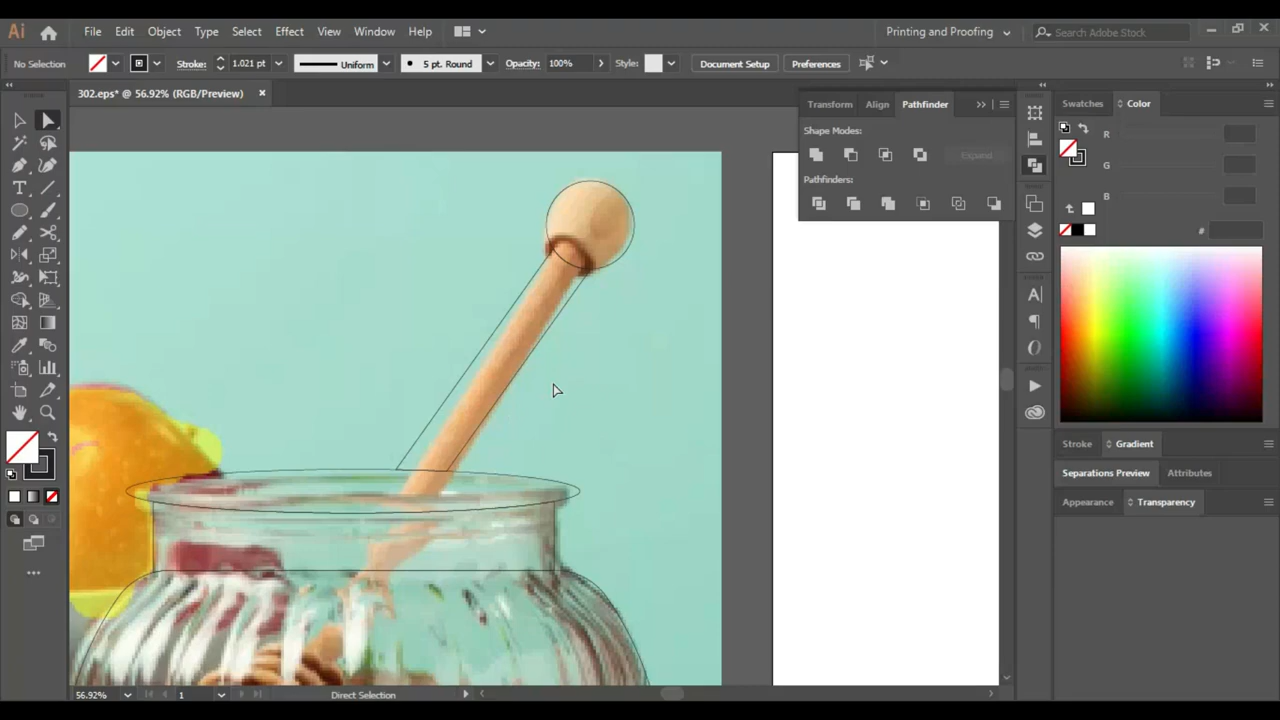 Ai File Edit Object Type Select Effect View Window Help Printing and Proofing Search Adobe Stock
No Selection Stroke: 1.021 pt Uniform 5 pt. Round Opacity: 100% Style: Document Setup Preferences
302.eps* @ 56.92% (RGB/Preview)
Transform Align Pathfinder
Shape Modes:
Expand
Pathfinders:
Swatches Color
R
G
B
#
Stroke Gradient
Separations Preview Attributes
Appearance Transparency
56.92% 1 Direct Selection